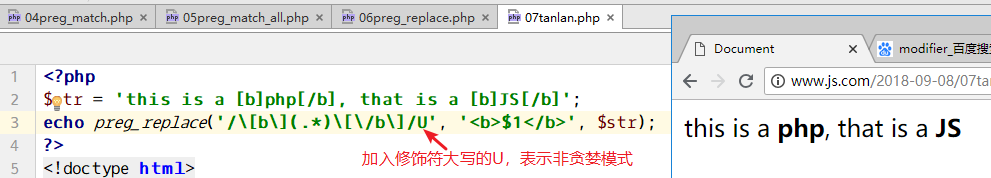 04preg_match.php × 05preg_match_all.php × 06preg_replace.php × 07tanlan.php ×
Document × modifier_百度搜
www.js.com/2018-09-08/07tan
1 <?php
2 $str = 'this is a [b]php[/b], that is a [b]JS[/b]';
3 echo preg_replace('/\[b\](.*)\[\/b\]/U', '<b>$1</b>', $str);
4 ?>
加入修饰符大写的U，表示非贪婪模式
5 <!doctype html>
this is a php, that is a JS